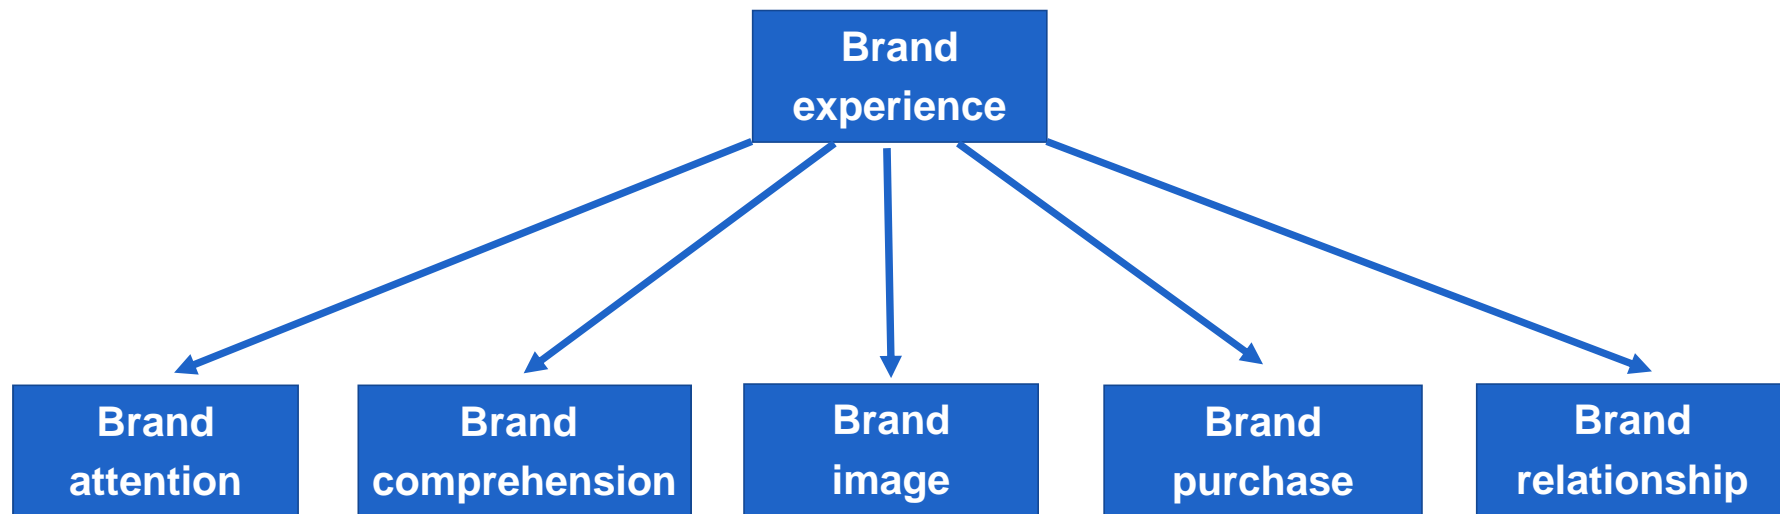 Brand
experience
Brand
attention
Brand
comprehension
Brand
image
Brand
purchase
Brand
relationship